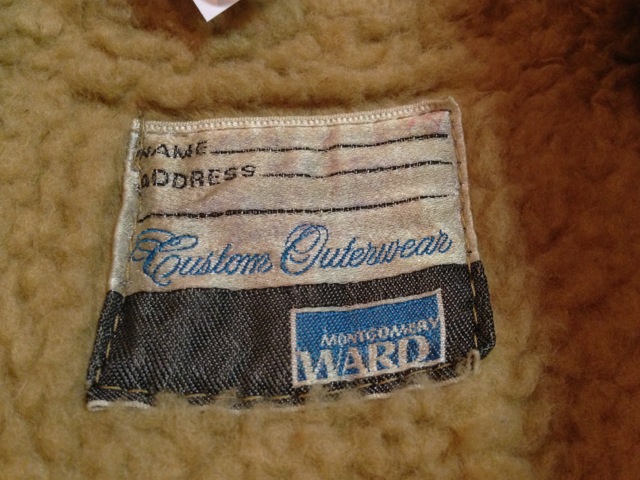 NAME
ADDRESS
Custom Outerwear
MONTGOMERY
WARD